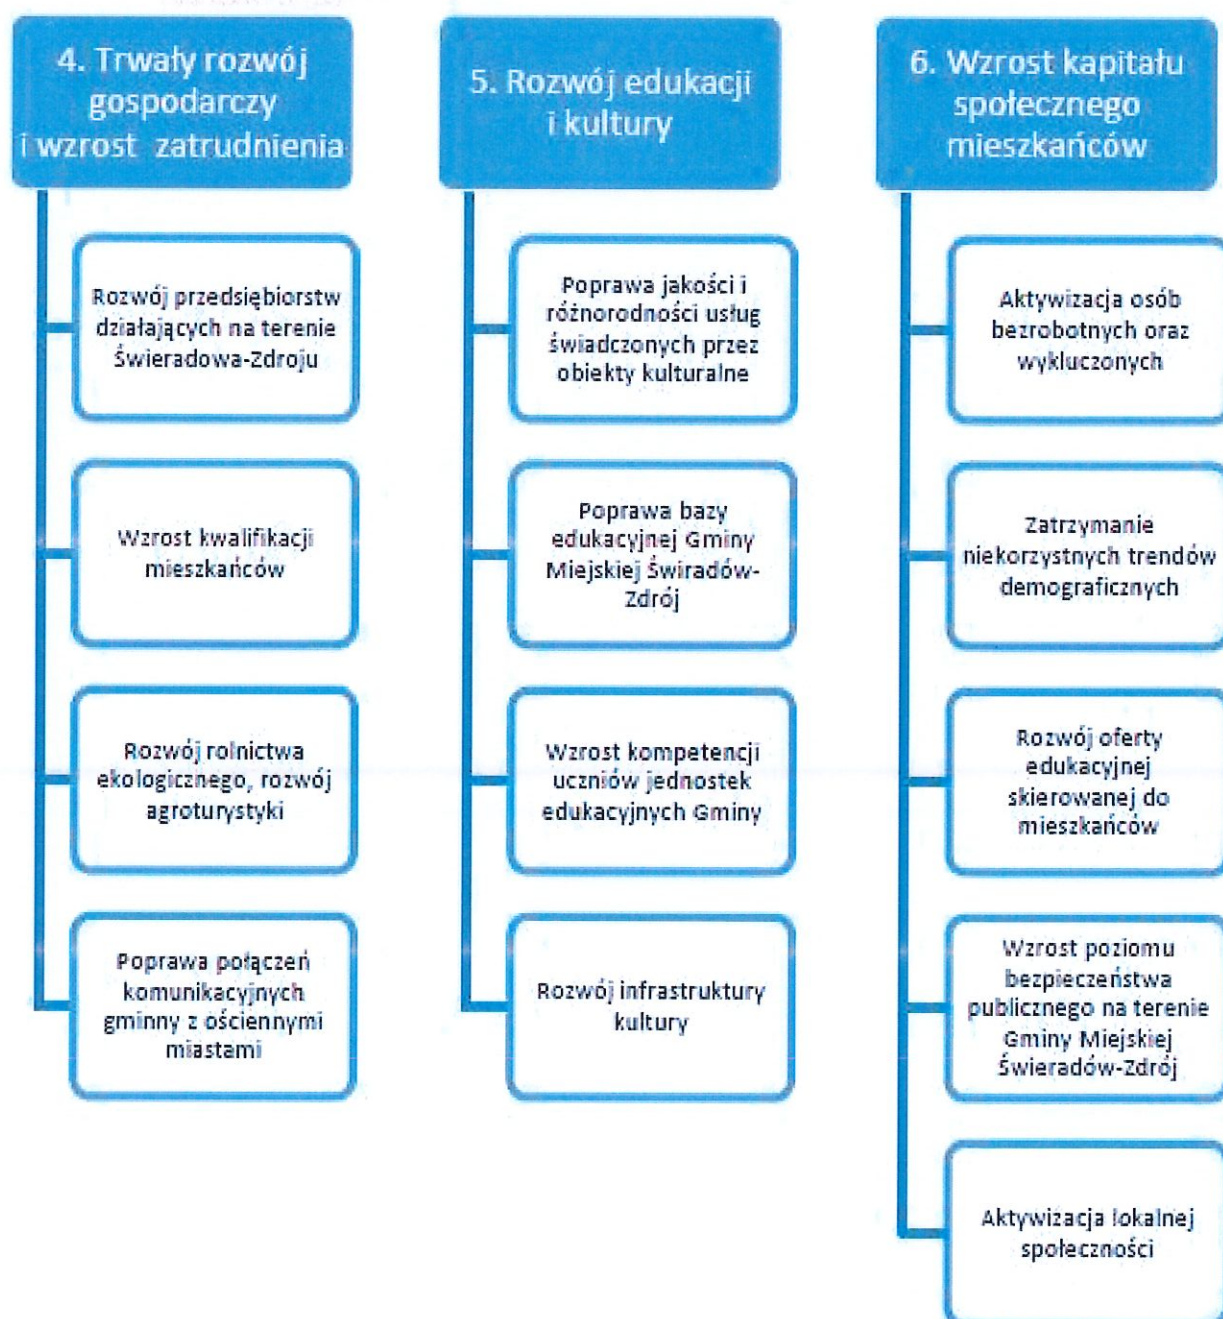 4. Trwały rozwój
gospodarczy
i wzrost zatrudnienia
Rozwój przedsiębiorstw
działających na terenie
Świeradowa-Zdroju
Wzrost kwalifikacji
mieszkańców
Rozwój rolnictwa
ekologicznego, rozwój
agroturystyki
Poprawa połączeń
komunikacyjnych
gminny z ościennymi
miastami
5. Rozwój edukacji
i kultury
Poprawa jakości i
różnorodności usług
świadczonych przez
obiekty kulturalne
Poprawa bazy
edukacyjnej Gminy
Miejskiej Świradów-
Zdrój
Wzrost kompetencji
uczniów jednostek
edukacyjnych Gminy
Rozwój infrastruktury
kultury
6. Wzrost kapitału
społecznego
mieszkańców
Aktywizacja osób
bezrobotnych oraz
wykluczonych
Zatrzymanie
niekorzystnych trendów
demograficznych
Rozwój oferty
edukacyjnej
skierowanej do
mieszkańców
Wzrost poziomu
bezpieczeństwa
publicznego na terenie
Gminy Miejskiej
Świeradów-Zdrój
Aktywizacja lokalnej
społeczności